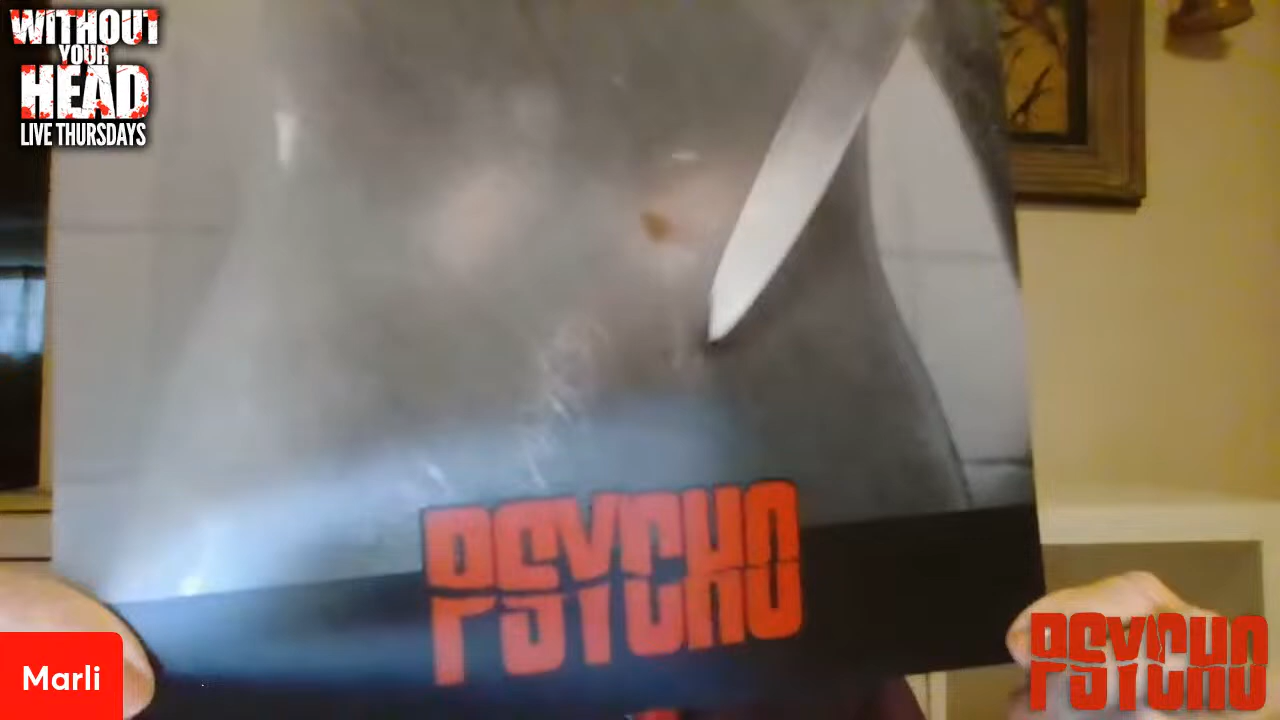 WITHOUT
YOUR
HEAD
LIVE THURSDAYS
PSYCHO
Marli
PSYCHO